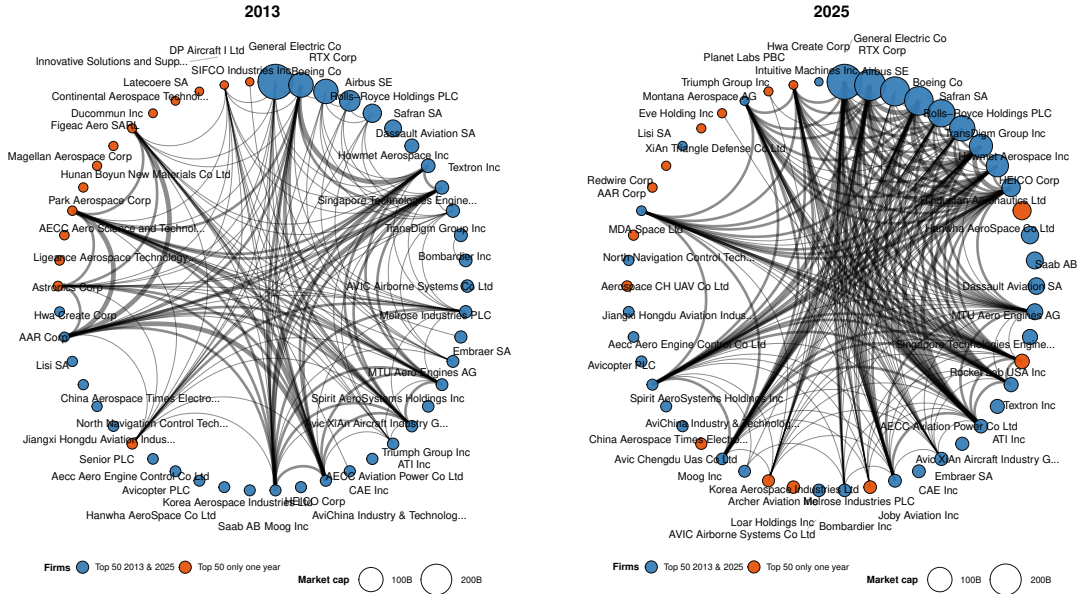 2013
DP Aircraft I Ltd
General Electric Co
Innovative Solutions and Supp...
RTX Corp
SIFCO Industries Inc
Boeing Co
Latecoere SA
Airbus SE
Continental Aerospace Technol...
Rolls−Royce Holdings PLC
Ducommun Inc
Safran SA
Figeac Aero SARL
Dassault Aviation SA
Magellan Aerospace Corp
Howmet Aerospace Inc
Hunan Boyun New Materials Co Ltd
Textron Inc
Park Aerospace Corp
Singapore Technologies Engine...
AECC Aero Science and Technol...
TransDigm Group Inc
Ligeance Aerospace Technology...
Bombardier Inc
Astronics Corp
AVIC Airborne Systems Co Ltd
Hwa Create Corp
Melrose Industries PLC
AAR Corp
Embraer SA
Lisi SA
MTU Aero Engines AG
China Aerospace Times Electro...
Spirit AeroSystems Holdings Inc
North Navigation Control Tech...
Avic XiAn Aircraft Industry G...
Jiangxi Hongdu Aviation Indus...
Triumph Group Inc
Senior PLC
ATI Inc
Aecc Aero Engine Control Co Ltd
AECC Aviation Power Co Ltd
Avicopter PLC
CAE Inc
Korea Aerospace Industries Ltd
HEICO Corp
Hanwha AeroSpace Co Ltd
AviChina Industry & Technolog...
Saab AB
Moog Inc
Firms
Top 50 2013 & 2025
Top 50 only one year
Market cap
100B
200B
2025
Hwa Create Corp
General Electric Co
Planet Labs PBC
RTX Corp
Intuitive Machines Inc
Airbus SE
Triumph Group Inc
Boeing Co
Montana Aerospace AG
Safran SA
Eve Holding Inc
Rolls−Royce Holdings PLC
Lisi SA
TransDigm Group Inc
XiAn Triangle Defense Co Ltd
Howmet Aerospace Inc
Redwire Corp
HEICO Corp
AAR Corp
Hindustan Aeronautics Ltd
MDA Space Ltd
Hanwha AeroSpace Co Ltd
North Navigation Control Tech...
Saab AB
Aerospace CH UAV Co Ltd
Dassault Aviation SA
Jiangxi Hongdu Aviation Indus...
MTU Aero Engines AG
Aecc Aero Engine Control Co Ltd
Singapore Technologies Engine...
Avicopter PLC
Rocket Lab USA Inc
Spirit AeroSystems Holdings Inc
Textron Inc
AviChina Industry & Technolog...
AECC Aviation Power Co Ltd
China Aerospace Times Electro...
ATI Inc
Avic Chengdu Uas Co Ltd
Avic XiAn Aircraft Industry G...
Moog Inc
Embraer SA
Korea Aerospace Industries Ltd
CAE Inc
Archer Aviation Inc
Melrose Industries PLC
Joby Aviation Inc
Loar Holdings Inc
Bombardier Inc
AVIC Airborne Systems Co Ltd
Firms
Top 50 2013 & 2025
Top 50 only one year
Market cap
100B
200B